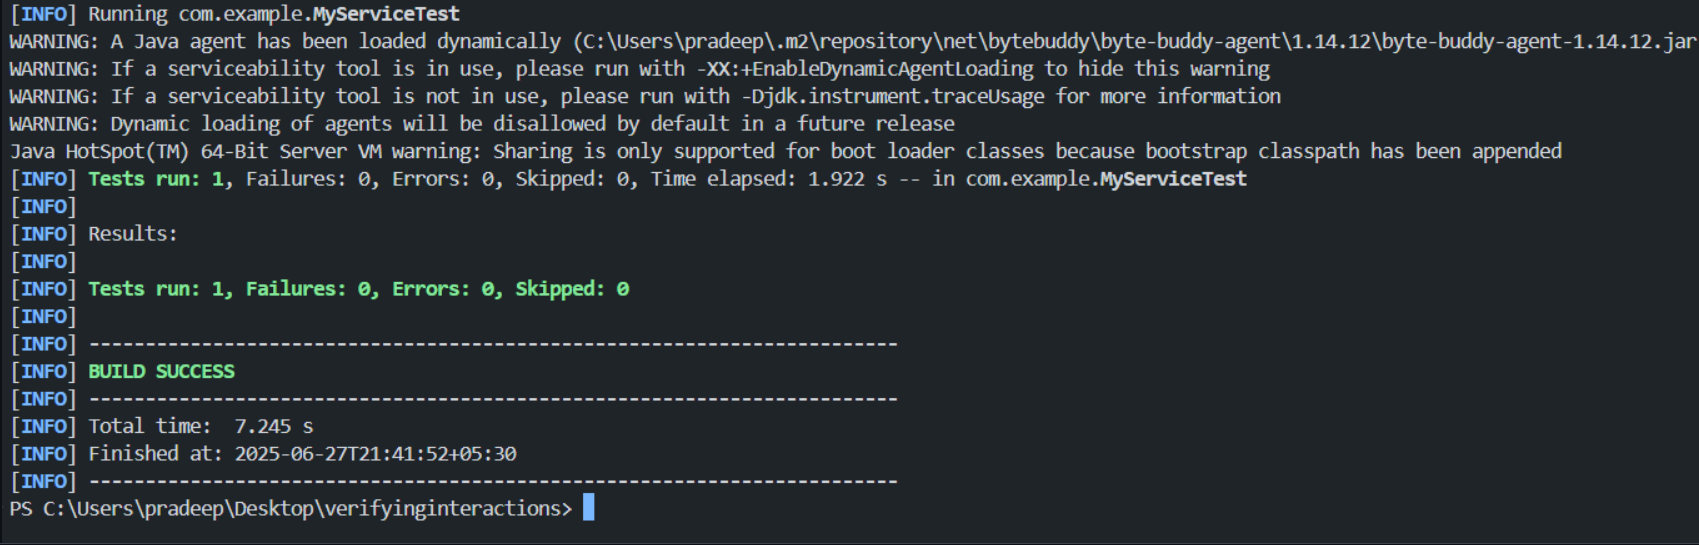 [INFO] Running com.example.MyServiceTest
WARNING: A Java agent has been loaded dynamically (C:\Users\pradeep\.m2\repository\net\bytebuddy\byte-buddy-agent\1.14.12\byte-buddy-agent-1.14.12.jar
WARNING: If a serviceability tool is in use, please run with -XX:+EnableDynamicAgentLoading to hide this warning
WARNING: If a serviceability tool is not in use, please run with -Djdk.instrument.traceUsage for more information
WARNING: Dynamic loading of agents will be disallowed by default in a future release
Java HotSpot(TM) 64-Bit Server VM warning: Sharing is only supported for boot loader classes because bootstrap classpath has been appended
[INFO] Tests run: 1, Failures: 0, Errors: 0, Skipped: 0, Time elapsed: 1.922 s -- in com.example.MyServiceTest
[INFO]
[INFO] Results:
[INFO]
[INFO] Tests run: 1, Failures: 0, Errors: 0, Skipped: 0
[INFO]
[INFO] ------------------------------------------------------------------------
[INFO] BUILD SUCCESS
[INFO] ------------------------------------------------------------------------
[INFO] Total time:  7.245 s
[INFO] Finished at: 2025-06-27T21:41:52+05:30
[INFO] ------------------------------------------------------------------------
PS C:\Users\pradeep\Desktop\verifyinginteractions>